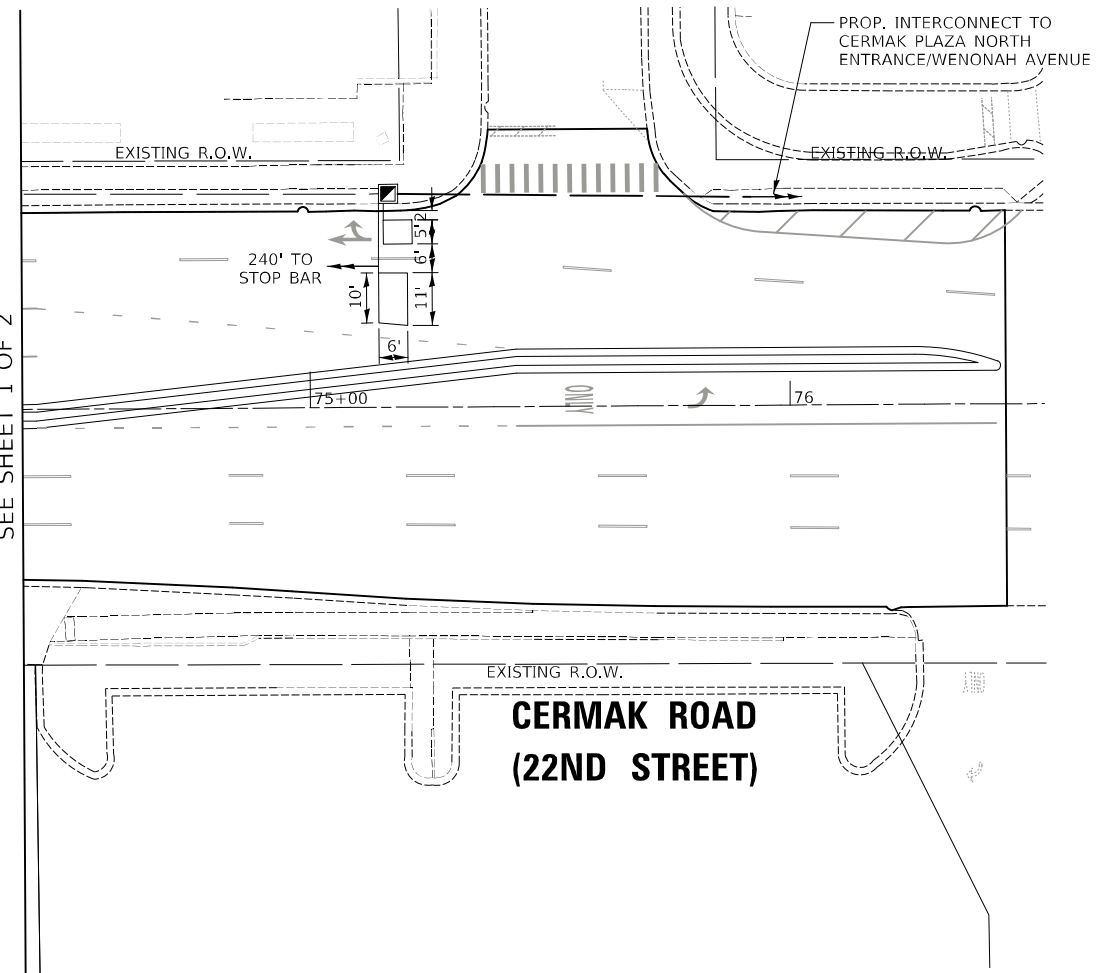 PROP. INTERCONNECT TO
CERMAK PLAZA NORTH
ENTRANCE/WENONAH AVENUE
EXISTING R.O.W.
EXISTING R.O.W.
2'
5'
6'
240' TO
STOP BAR
10'
11'
6'
SEE SHEET 1 OF 2
75+00
ONLY
76
EXISTING R.O.W.
CERMAK ROAD
(22ND STREET)